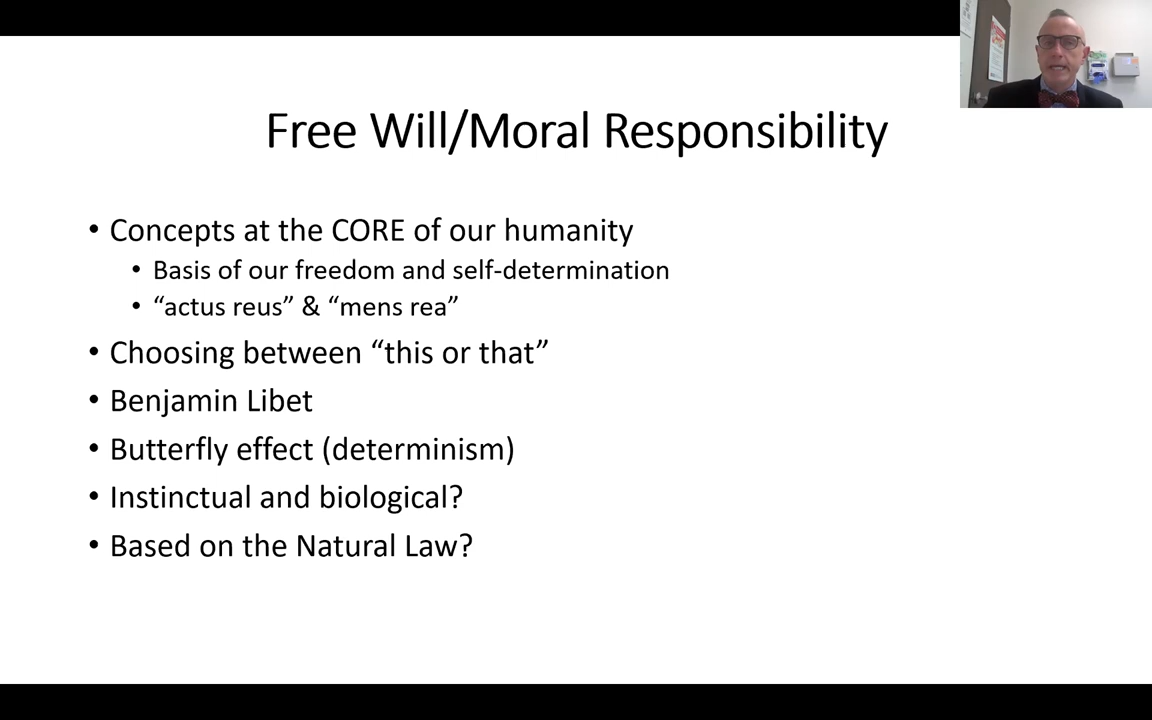 Free Will/Moral Responsibility
• Concepts at the CORE of our humanity
• Basis of our freedom and self-determination
• “actus reus” & “mens rea”
• Choosing between “this or that”
• Benjamin Libet
• Butterfly effect (determinism)
• Instinctual and biological?
• Based on the Natural Law?